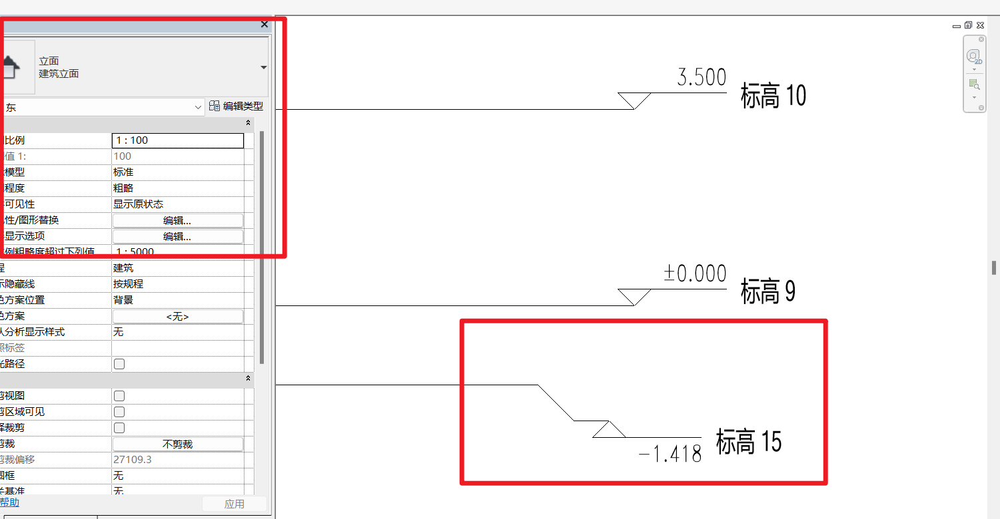 立面
建筑立面
东
编辑类型
比例
1 : 100
值 1:
100
模型
标准
程度
粗略
可见性
显示原状态
性/图形替换
编辑...
显示选项
编辑...
例粗略度超过下列值
1 : 5000
程
建筑
示隐藏线
按规程
色方案位置
背景
色方案
<无>
认分析显示样式
无
照标签
光路径
剪视图
剪区域可见
释裁剪
剪裁
不剪裁
剪裁偏移
27109.3
围框
无
关基准
无
帮助
应用
3.500
标高 10
±0.000
标高 9
标高 15
-1.418
2D